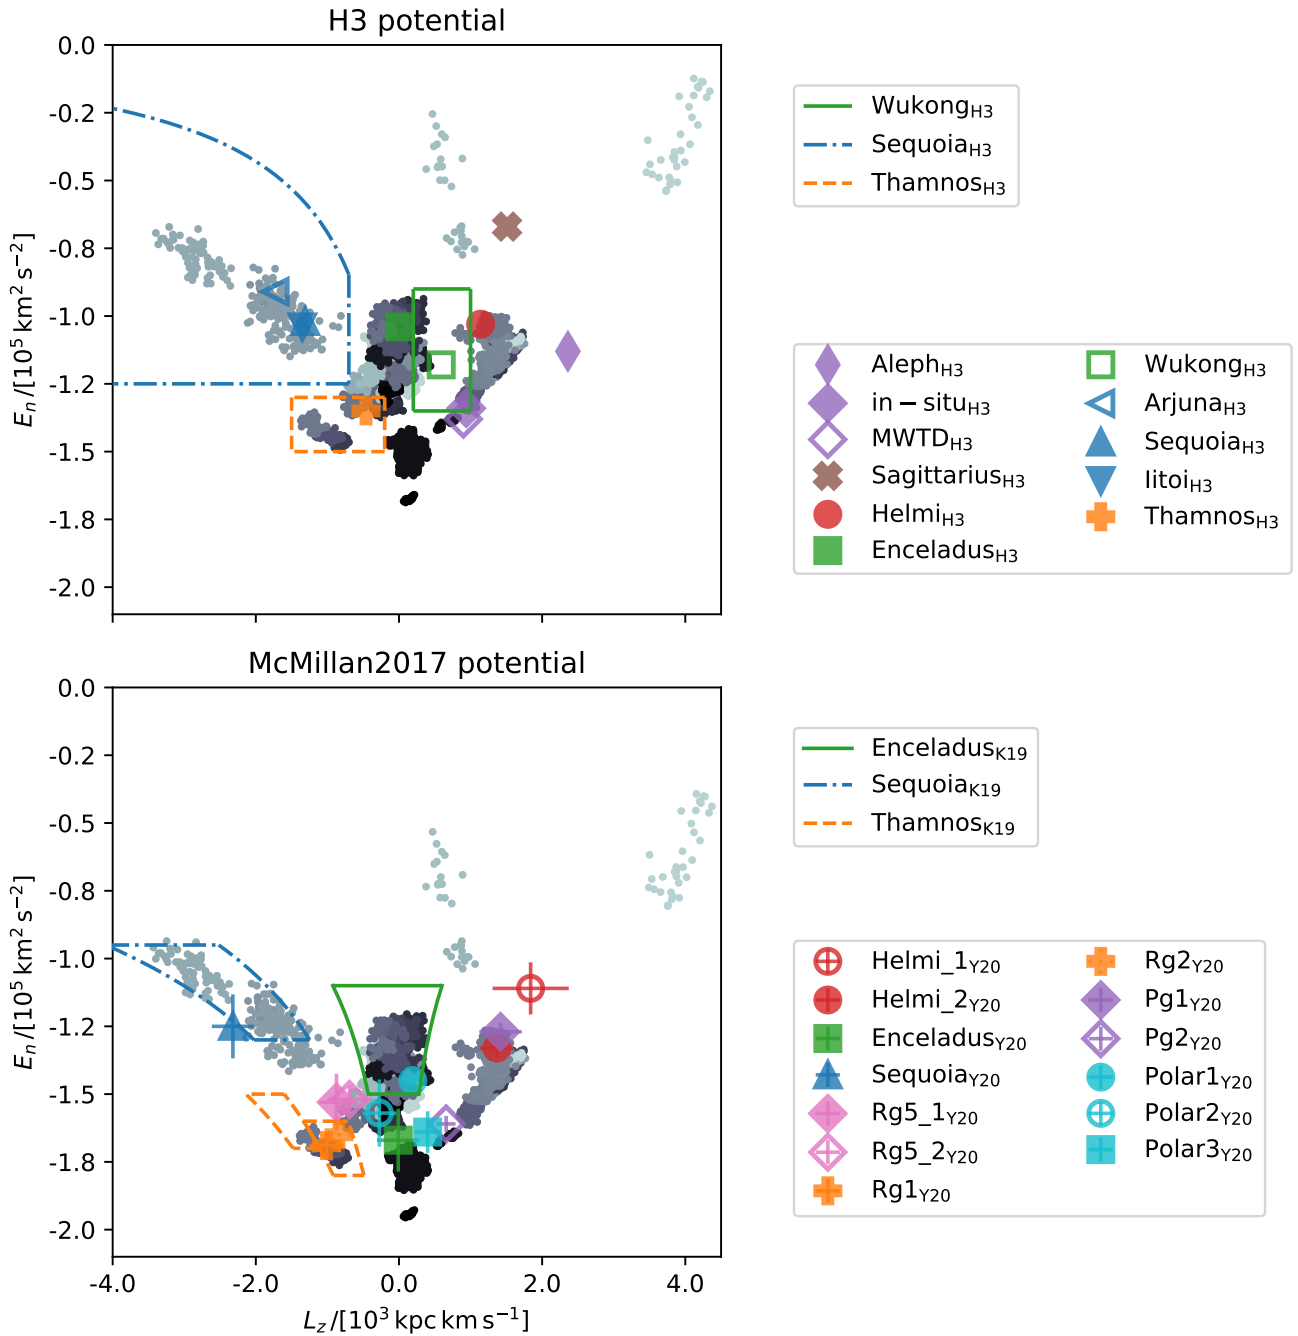 H3 potential
0.0
-0.2
-0.5
-0.8
-1.0
-1.2
-1.5
-1.8
-2.0
E_n /[10^5 km^2 s^−2]
Wukong_H3
Sequoia_H3
Thamnos_H3
Aleph_H3
in − situ_H3
MWTD_H3
Sagittarius_H3
Helmi_H3
Enceladus_H3
Wukong_H3
Arjuna_H3
Sequoia_H3
Iitoi_H3
Thamnos_H3
McMillan2017 potential
0.0
-0.2
-0.5
-0.8
-1.0
-1.2
-1.5
-1.8
-2.0
E_n /[10^5 km^2 s^−2]
-4.0 -2.0 0.0 2.0 4.0
L_z /[10^3 kpc km s^−1]
Enceladus_K19
Sequoia_K19
Thamnos_K19
Helmi_1_Y20
Helmi_2_Y20
Enceladus_Y20
Sequoia_Y20
Rg5_1_Y20
Rg5_2_Y20
Rg1_Y20
Rg2_Y20
Pg1_Y20
Pg2_Y20
Polar1_Y20
Polar2_Y20
Polar3_Y20